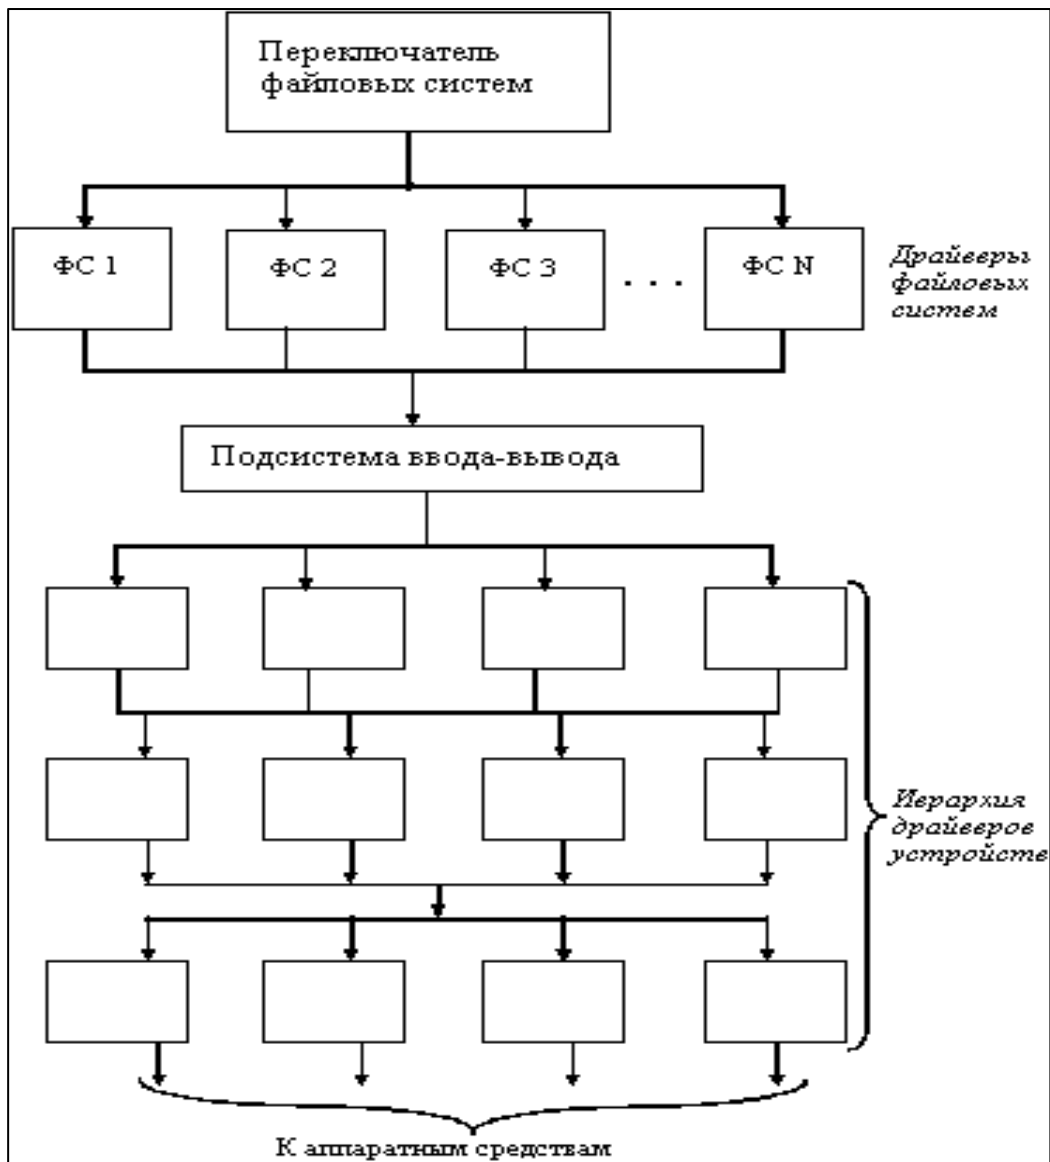 Переключатель
файловых систем
ФС 1
ФС 2
ФС 3
. . .
ФС N
Драйверы
файловых
систем
Подсистема ввода-вывода
Иерархия
драйверов
устройств
К аппаратным средствам